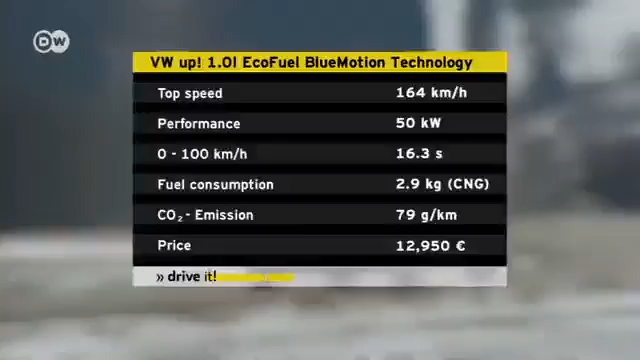 DW
VW up! 1.0l EcoFuel BlueMotion Technology
Top speed 164 km/h
Performance 50 kW
0 - 100 km/h 16.3 s
Fuel consumption 2.9 kg (CNG)
CO₂ - Emission 79 g/km
Price 12,950 €
» drive it!